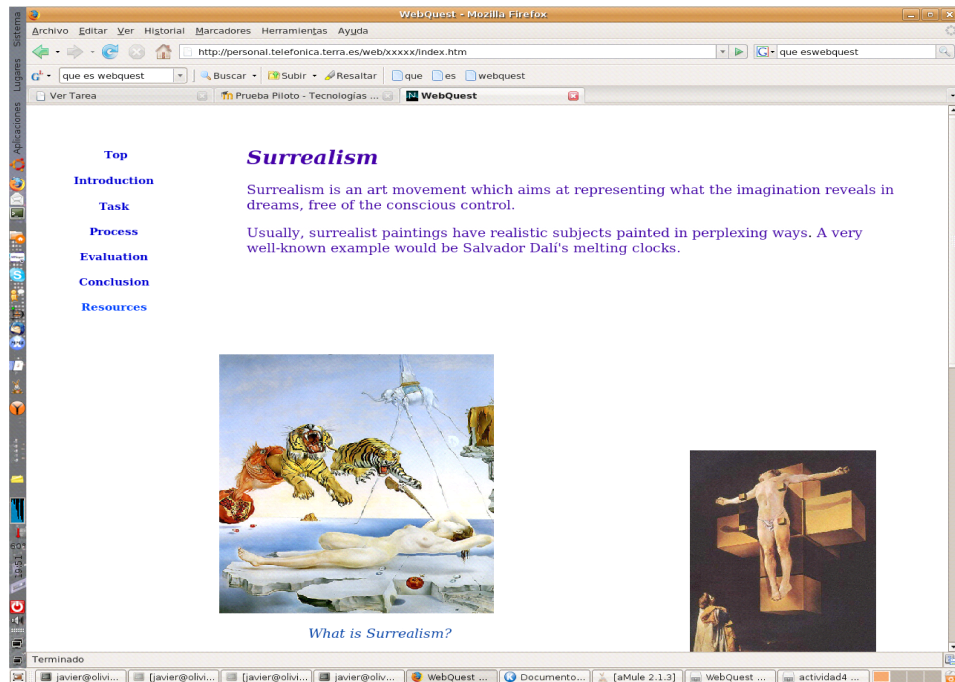 WebQuest - Mozilla Firefox
Sistema
Lugares
Aplicaciones
Archivo Editar Ver Historial Marcadores Herramientas Ayuda
http://personal.telefonica.terra.es/web/xxxxx/index.htm
que eswebquest
que es webquest Buscar Subir Resaltar que es webquest
Ver Tarea Prueba Piloto - Tecnologías ... WebQuest
Top
Introduction
Task
Process
Evaluation
Conclusion
Resources
Surrealism
Surrealism is an art movement which aims at representing what the imagination reveals in
dreams, free of the conscious control.
Usually, surrealist paintings have realistic subjects painted in perplexing ways. A very
well-known example would be Salvador Dalí's melting clocks.
What is Surrealism?
19:51
Terminado
javier@olivi... [javier@olivi... [javier@olivi... javier@oliv... WebQuest ... Documento... [aMule 2.1.3] WebQuest ... actividad4 ...